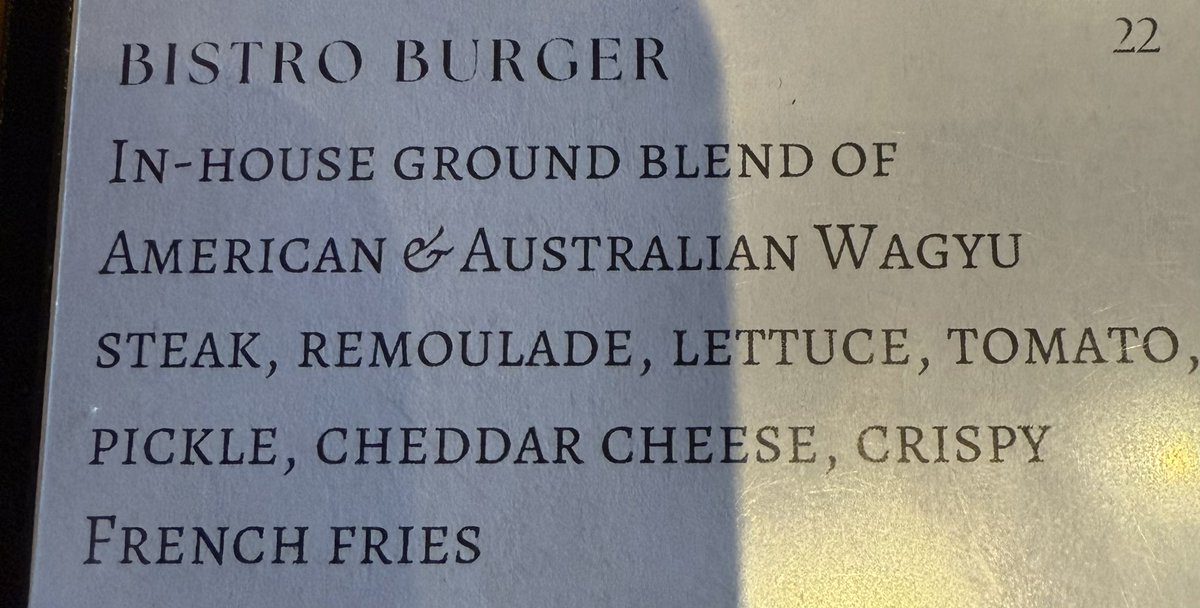 BISTRO BURGER 22
In-house ground blend of
American & Australian Wagyu
steak, remoulade, lettuce, tomato,
pickle, cheddar cheese, crispy
French fries